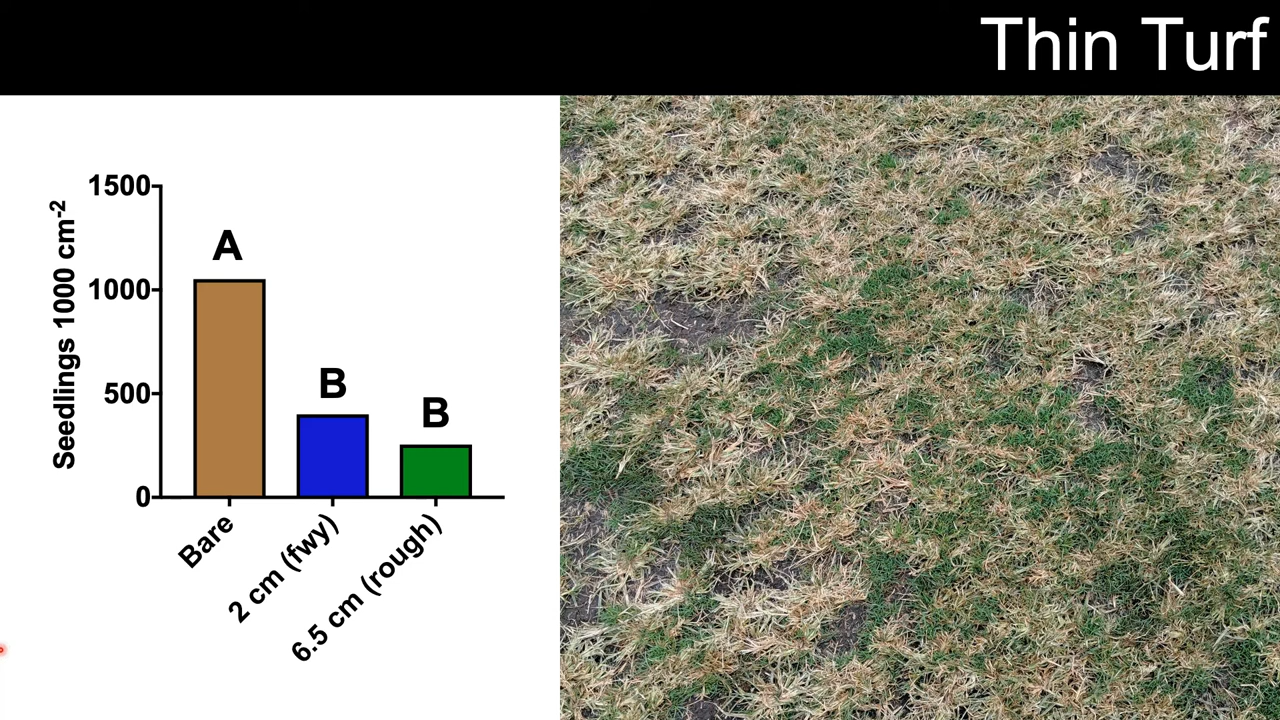 Thin Turf
Seedlings 1000 cm-2
1500
1000
500
0
A
B
B
Bare
2 cm (fwy)
6.5 cm (rough)